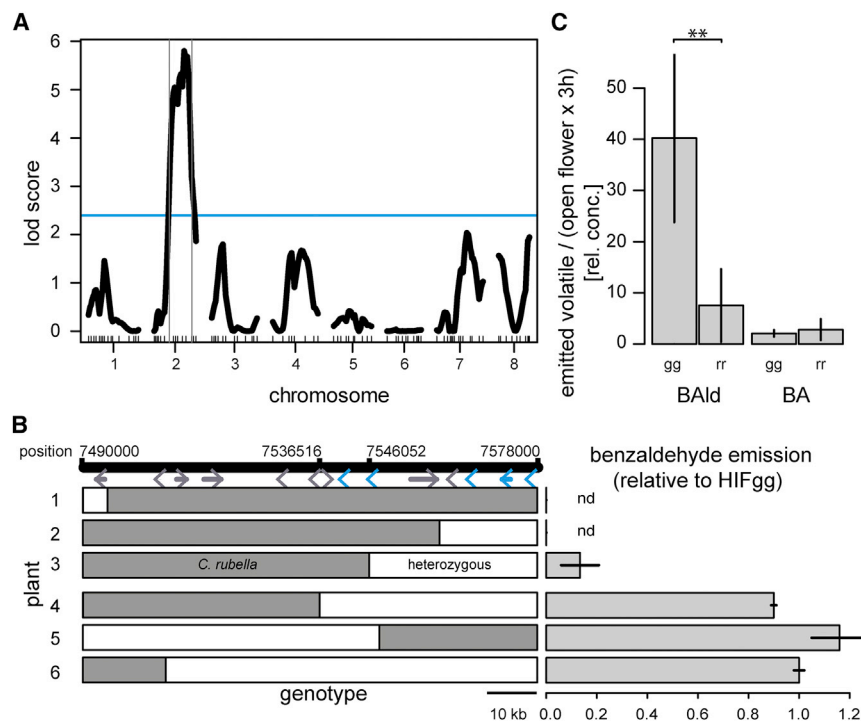 A
6
5
4
3
2
1
0
lod score
1 2 3 4 5 6 7 8
chromosome
C
**
50
40
30
20
10
0
emitted volatile / (open flower x 3h)
[rel. conc.]
gg rr gg rr
BAld BA
B
position 7490000 7536516 7546052 7578000
benzaldehyde emission
(relative to HIFgg)
1 nd
2 nd
3 C. rubella heterozygous
4
5
6
plant
genotype
10 kb
0.0 0.2 0.4 0.6 0.8 1.0 1.2